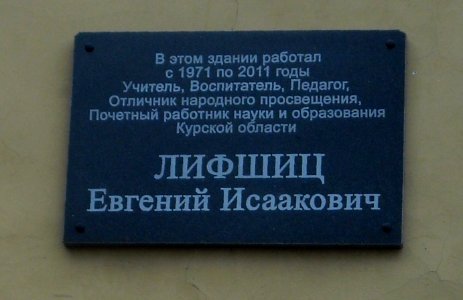 В этом здании работал
с 1971 по 2011 годы
Учитель, Воспитатель, Педагог,
Отличник народного просвещения,
Почетный работник науки и образования
Курской области
ЛИФШИЦ
Евгений Исаакович